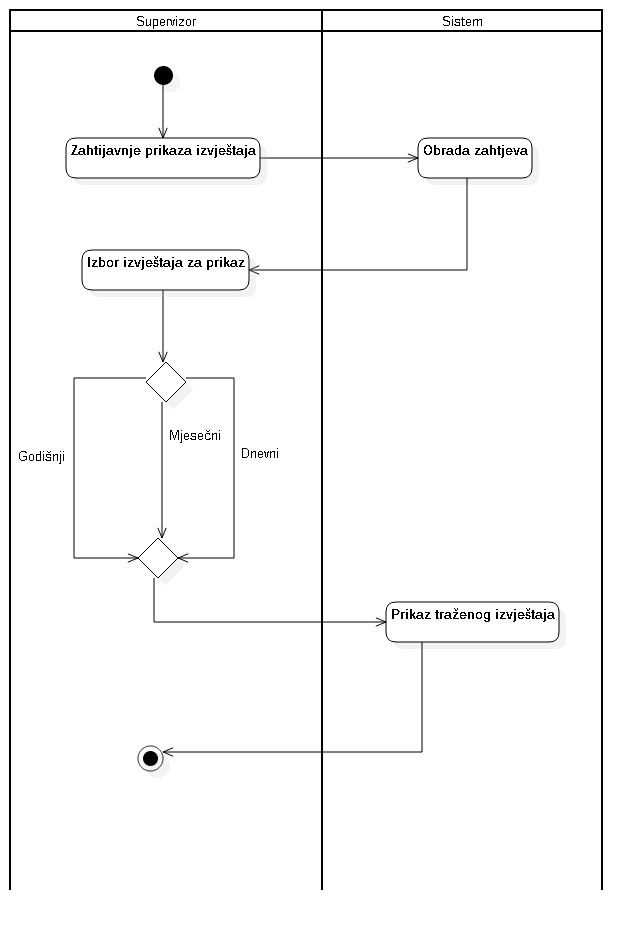 Supervizor
Sistem
Zahtijavnje prikaza izvještaja
Obrada zahtjeva
Izbor izvještaja za prikaz
Mjesečni
Godišnji
Dnevni
Prikaz traženog izvještaja